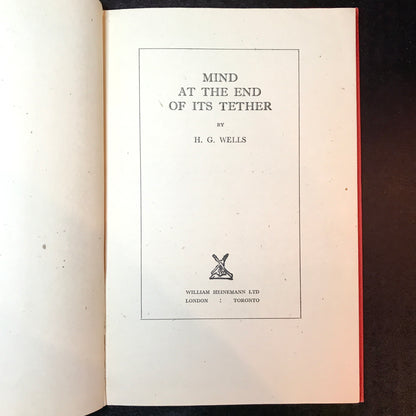 MIND
AT THE END
OF ITS TETHER
BY
H. G. WELLS
WILLIAM HEINEMANN LTD
LONDON : TORONTO